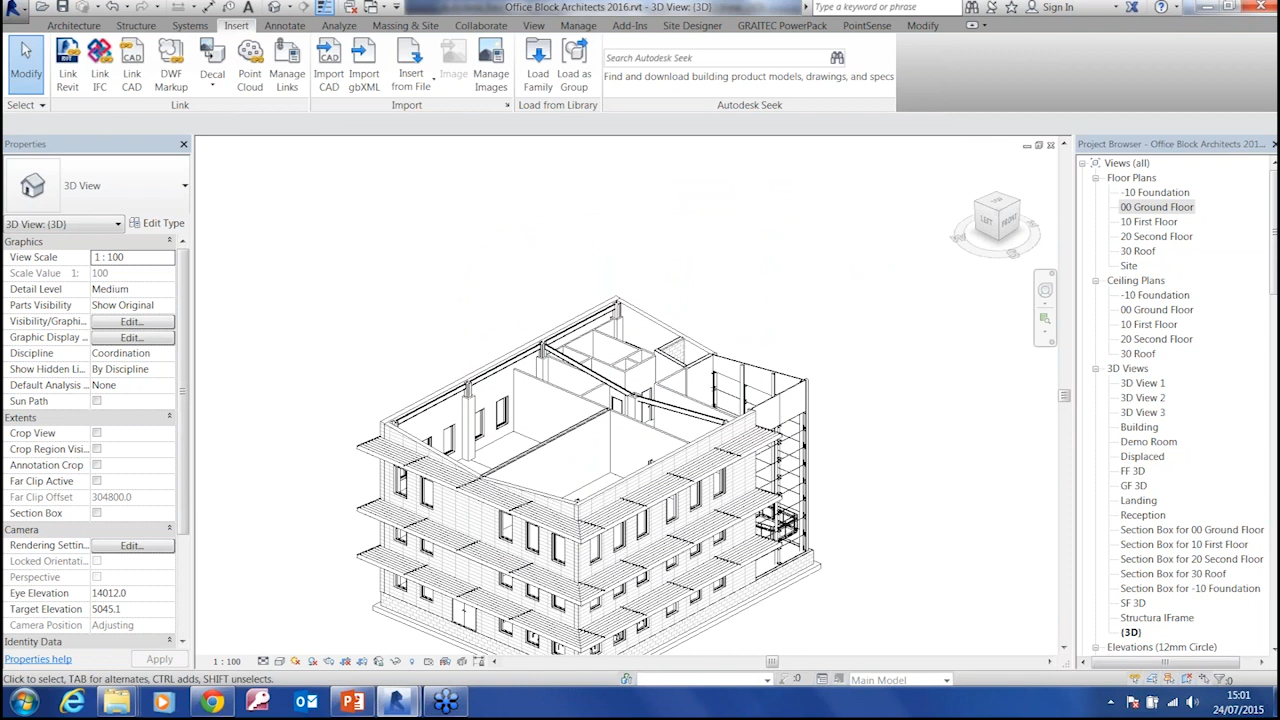 Office Block Architects 2016.rvt - 3D View: {3D}
Type a keyword or phrase
Sign In
Architecture Structure Systems Insert Annotate Analyze Massing & Site Collaborate View Manage Add-Ins Site Designer GRAITEC PowerPack PointSense Modify
Modify
Link Revit
Link IFC
Link CAD
DWF Markup
Decal
Point Cloud
Manage Links
Import CAD
Import gbXML
Insert from File
Image
Manage Images
Load Family
Load as Group
Search Autodesk Seek
Find and download building product models, drawings, and specs
Select Link Import Load from Library Autodesk Seek
Properties
3D View
3D View: {3D} Edit Type
Graphics
View Scale 1 : 100
Scale Value 1: 100
Detail Level Medium
Parts Visibility Show Original
Visibility/Graphi... Edit...
Graphic Display ... Edit...
Discipline Coordination
Show Hidden Li... By Discipline
Default Analysis ... None
Sun Path
Extents
Crop View
Crop Region Visi...
Annotation Crop
Far Clip Active
Far Clip Offset 304800.0
Section Box
Camera
Rendering Settin... Edit...
Locked Orientati...
Perspective
Eye Elevation 14012.0
Target Elevation 5045.1
Camera Position Adjusting
Identity Data
Properties help Apply
TOP
LEFT FRONT
Project Browser - Office Block Architects 201...
Views (all)
Floor Plans
-10 Foundation
00 Ground Floor
10 First Floor
20 Second Floor
30 Roof
Site
Ceiling Plans
-10 Foundation
00 Ground Floor
10 First Floor
20 Second Floor
30 Roof
3D Views
3D View 1
3D View 2
3D View 3
Building
Demo Room
Displaced
FF 3D
GF 3D
Landing
Reception
Section Box for 00 Ground Floor
Section Box for 10 First Floor
Section Box for 20 Second Floor
Section Box for 30 Roof
Section Box for -10 Foundation
SF 3D
Structura IFrame
{3D}
Elevations (12mm Circle)
1 : 100
Click to select, TAB for alternates, CTRL adds, SHIFT unselects.
:0
Main Model
:0
15:01
24/07/2015